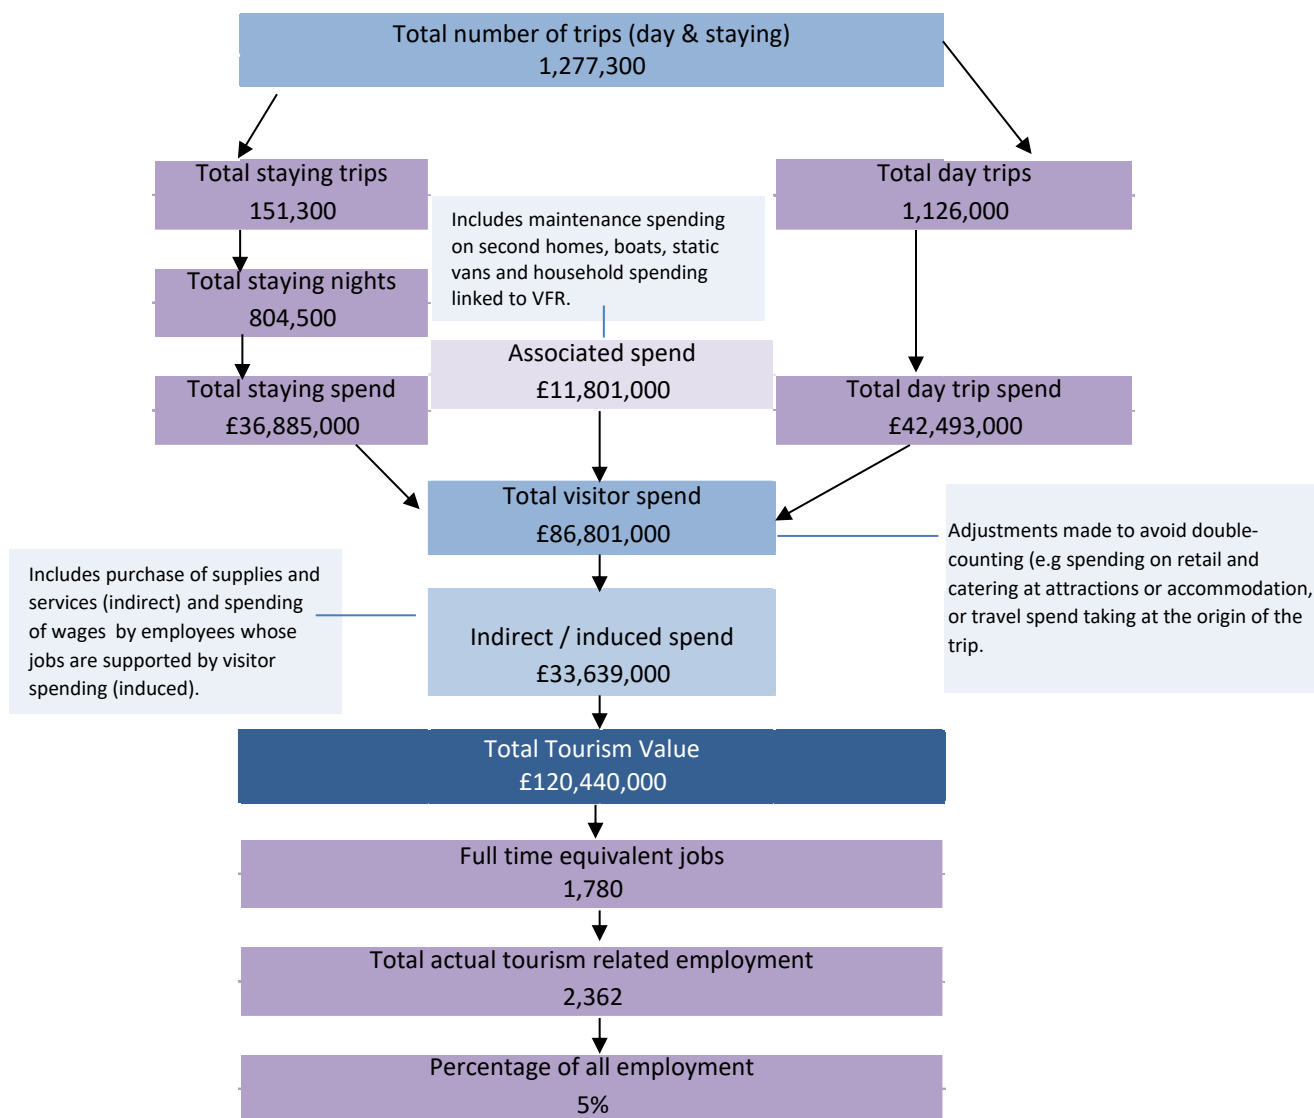 Total number of trips (day & staying)
1,277,300
Total staying trips
151,300
Total day trips
1,126,000
Includes maintenance spending
on second homes, boats, static
vans and household spending
linked to VFR.
Total staying nights
804,500
Associated spend
£11,801,000
Total staying spend
£36,885,000
Total day trip spend
£42,493,000
Total visitor spend
£86,801,000
Adjustments made to avoid double-
counting (e.g spending on retail and
catering at attractions or accommodation,
or travel spend taking at the origin of the
trip.
Includes purchase of supplies and
services (indirect) and spending
of wages by employees whose
jobs are supported by visitor
spending (induced).
Indirect / induced spend
£33,639,000
Total Tourism Value
£120,440,000
Full time equivalent jobs
1,780
Total actual tourism related employment
2,362
Percentage of all employment
5%